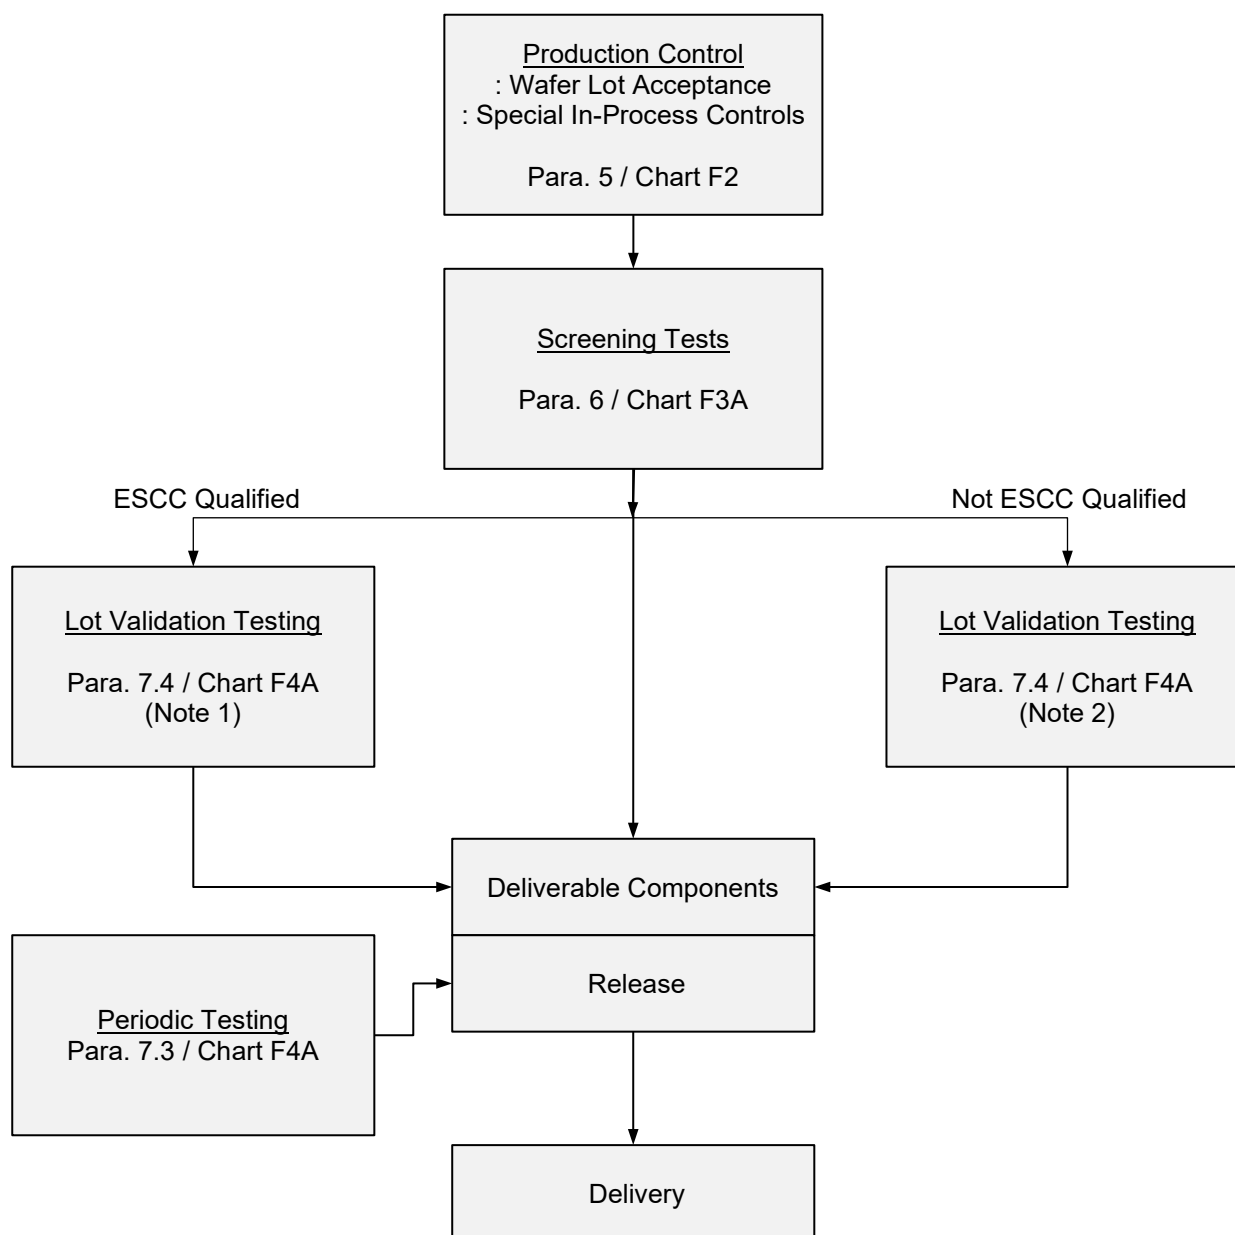 Production Control
: Wafer Lot Acceptance
: Special In-Process Controls
Para. 5 / Chart F2
Screening Tests
Para. 6 / Chart F3A
ESCC Qualified
Not ESCC Qualified
Lot Validation Testing
Para. 7.4 / Chart F4A
(Note 1)
Lot Validation Testing
Para. 7.4 / Chart F4A
(Note 2)
Deliverable Components
Release
Periodic Testing
Para. 7.3 / Chart F4A
Delivery